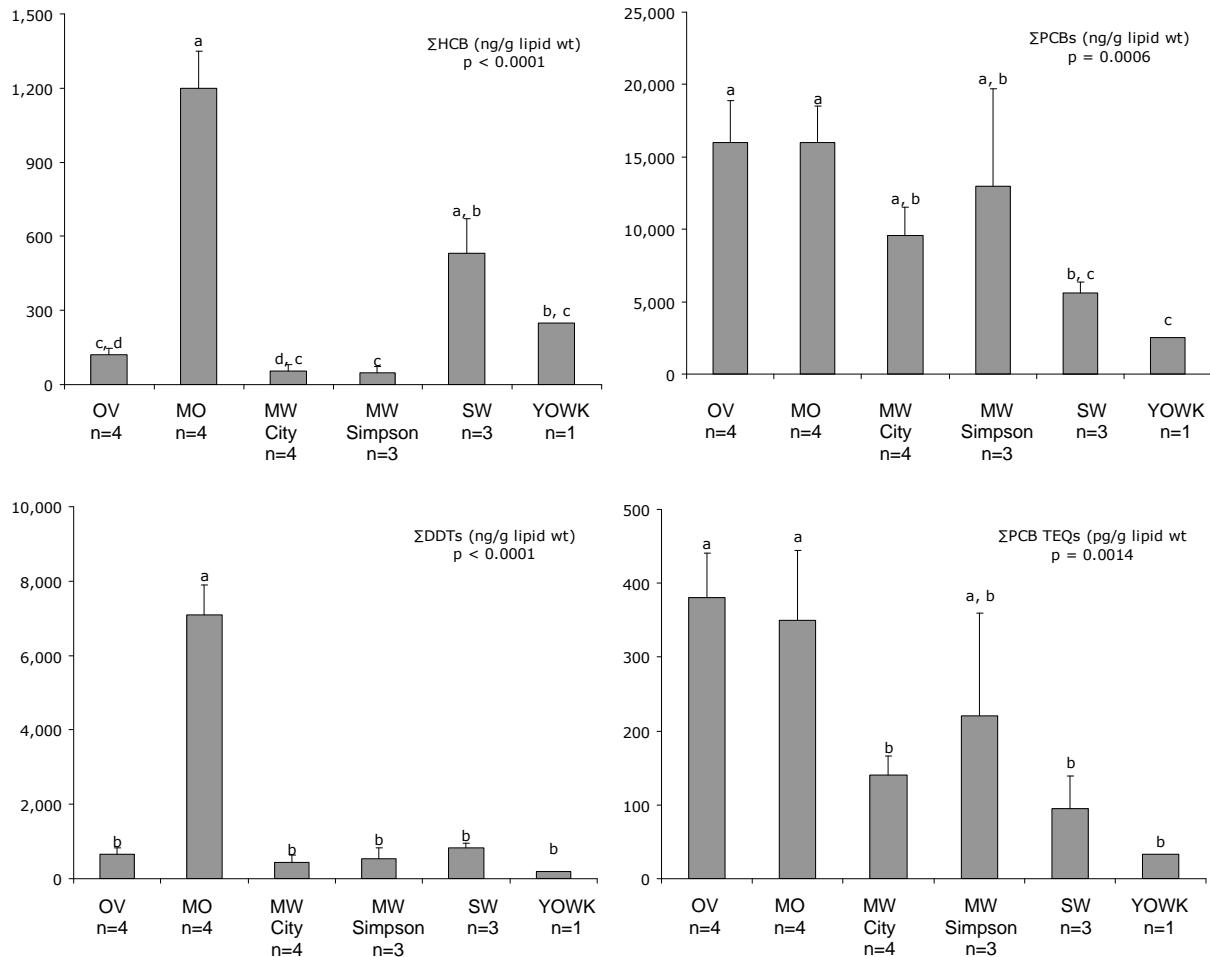 1,500
1,200
900
600
300
0
ΣHCB (ng/g lipid wt)
p < 0.0001
c, d
a
d, c
c
a, b
b, c
OV
n=4
MO
n=4
MW
City
n=4
MW
Simpson
n=3
SW
n=3
YOWK
n=1
25,000
20,000
15,000
10,000
5,000
0
ΣPCBs (ng/g lipid wt)
p = 0.0006
a
a
a, b
a, b
b, c
c
OV
n=4
MO
n=4
MW
City
n=4
MW
Simpson
n=3
SW
n=3
YOWK
n=1
10,000
8,000
6,000
4,000
2,000
0
ΣDDTs (ng/g lipid wt)
p < 0.0001
b
a
b
b
b
b
OV
n=4
MO
n=4
MW
City
n=4
MW
Simpson
n=3
SW
n=3
YOWK
n=1
500
400
300
200
100
0
ΣPCB TEQs (pg/g lipid wt
p = 0.0014
a
a
b
a, b
b
b
OV
n=4
MO
n=4
MW
City
n=4
MW
Simpson
n=3
SW
n=3
YOWK
n=1